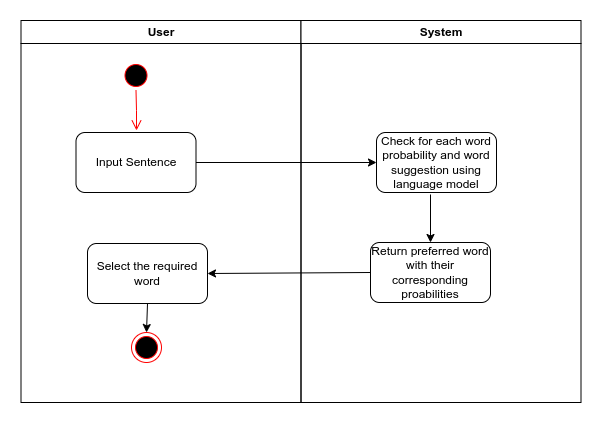 User
System
Input Sentence
Check for each word
probability and word
suggestion using
language model
Select the required
word
Return preferred word
with their
corresponding
proabilities